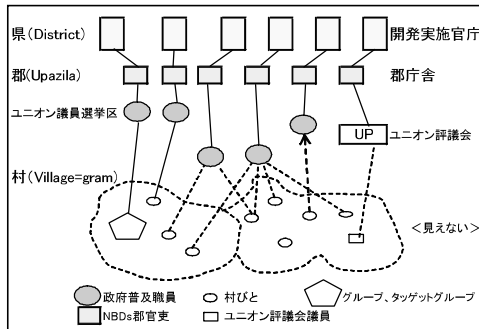 県(District) 開発実施官庁
郡(Upazila) 郡庁舎
ユニオン議員選挙区
UP ユニオン評議会
村(Village=gram)
<見えない>
政府普及職員 村びと グループ、タッゲットグループ
NBDs郡官吏 ユニオン評議会議員